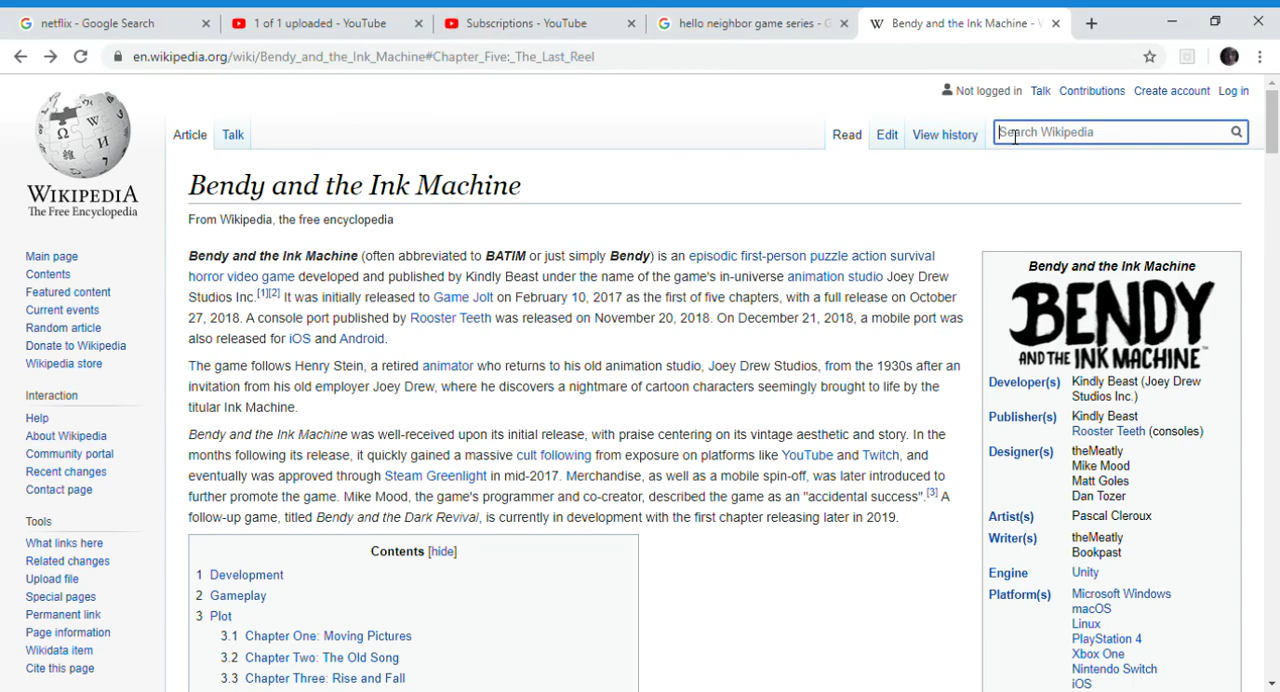 netflix - Google Search
1 of 1 uploaded - YouTube
Subscriptions - YouTube
hello neighbor game series - G
Bendy and the Ink Machine - W
en.wikipedia.org/wiki/Bendy_and_the_Ink_Machine#Chapter_Five:_The_Last_Reel
Not logged in Talk Contributions Create account Log in
Article Talk Read Edit View history Search Wikipedia
WIKIPEDIA
The Free Encyclopedia
Main page
Contents
Featured content
Current events
Random article
Donate to Wikipedia
Wikipedia store
Interaction
Help
About Wikipedia
Community portal
Recent changes
Contact page
Tools
What links here
Related changes
Upload file
Special pages
Permanent link
Page information
Wikidata item
Cite this page
Bendy and the Ink Machine
From Wikipedia, the free encyclopedia
Bendy and the Ink Machine (often abbreviated to BATIM or just simply Bendy) is an episodic first-person puzzle action survival
horror video game developed and published by Kindly Beast under the name of the game's in-universe animation studio Joey Drew
Studios Inc.[1][2] It was initially released to Game Jolt on February 10, 2017 as the first of five chapters, with a full release on October
27, 2018. A console port published by Rooster Teeth was released on November 20, 2018. On December 21, 2018, a mobile port was
also released for iOS and Android.
The game follows Henry Stein, a retired animator who returns to his old animation studio, Joey Drew Studios, from the 1930s after an
invitation from his old employer Joey Drew, where he discovers a nightmare of cartoon characters seemingly brought to life by the
titular Ink Machine.
Bendy and the Ink Machine was well-received upon its initial release, with praise centering on its vintage aesthetic and story. In the
months following its release, it quickly gained a massive cult following from exposure on platforms like YouTube and Twitch, and
eventually was approved through Steam Greenlight in mid-2017. Merchandise, as well as a mobile spin-off, was later introduced to
further promote the game. Mike Mood, the game's programmer and co-creator, described the game as an "accidental success".[3] A
follow-up game, titled Bendy and the Dark Revival, is currently in development with the first chapter releasing later in 2019.
Contents [hide]
1 Development
2 Gameplay
3 Plot
3.1 Chapter One: Moving Pictures
3.2 Chapter Two: The Old Song
3.3 Chapter Three: Rise and Fall
Bendy and the Ink Machine
BENDY
AND THE INK MACHINE™
Developer(s) Kindly Beast (Joey Drew
Studios Inc.)
Publisher(s) Kindly Beast
Rooster Teeth (consoles)
Designer(s) theMeatly
Mike Mood
Matt Goles
Dan Tozer
Artist(s) Pascal Cleroux
Writer(s) theMeatly
Bookpast
Engine Unity
Platform(s) Microsoft Windows
macOS
Linux
PlayStation 4
Xbox One
Nintendo Switch
iOS